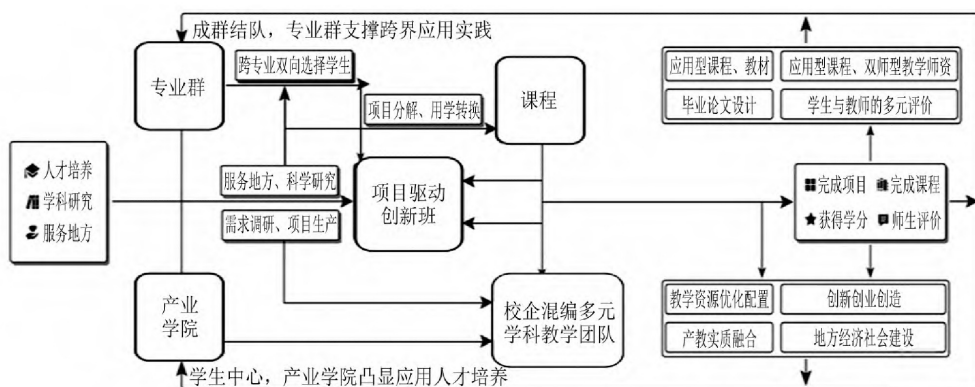 成群结队，专业群支撑跨界应用实践
专业群
跨专业双向选择学生
项目分解、用学转换
课程
应用型课程、教材
应用型课程、双师型教学师资
毕业论文设计
学生与教师的多元评价
人才培养
学科研究
服务地方
服务地方、科学研究
需求调研、项目生产
项目驱动
创新班
完成项目
完成课程
获得学分
师生评价
产业
学院
校企混编多元
学科教学团队
教学资源优化配置
创新创业创造
产教实质融合
地方经济社会建设
学生中心，产业学院凸显应用人才培养